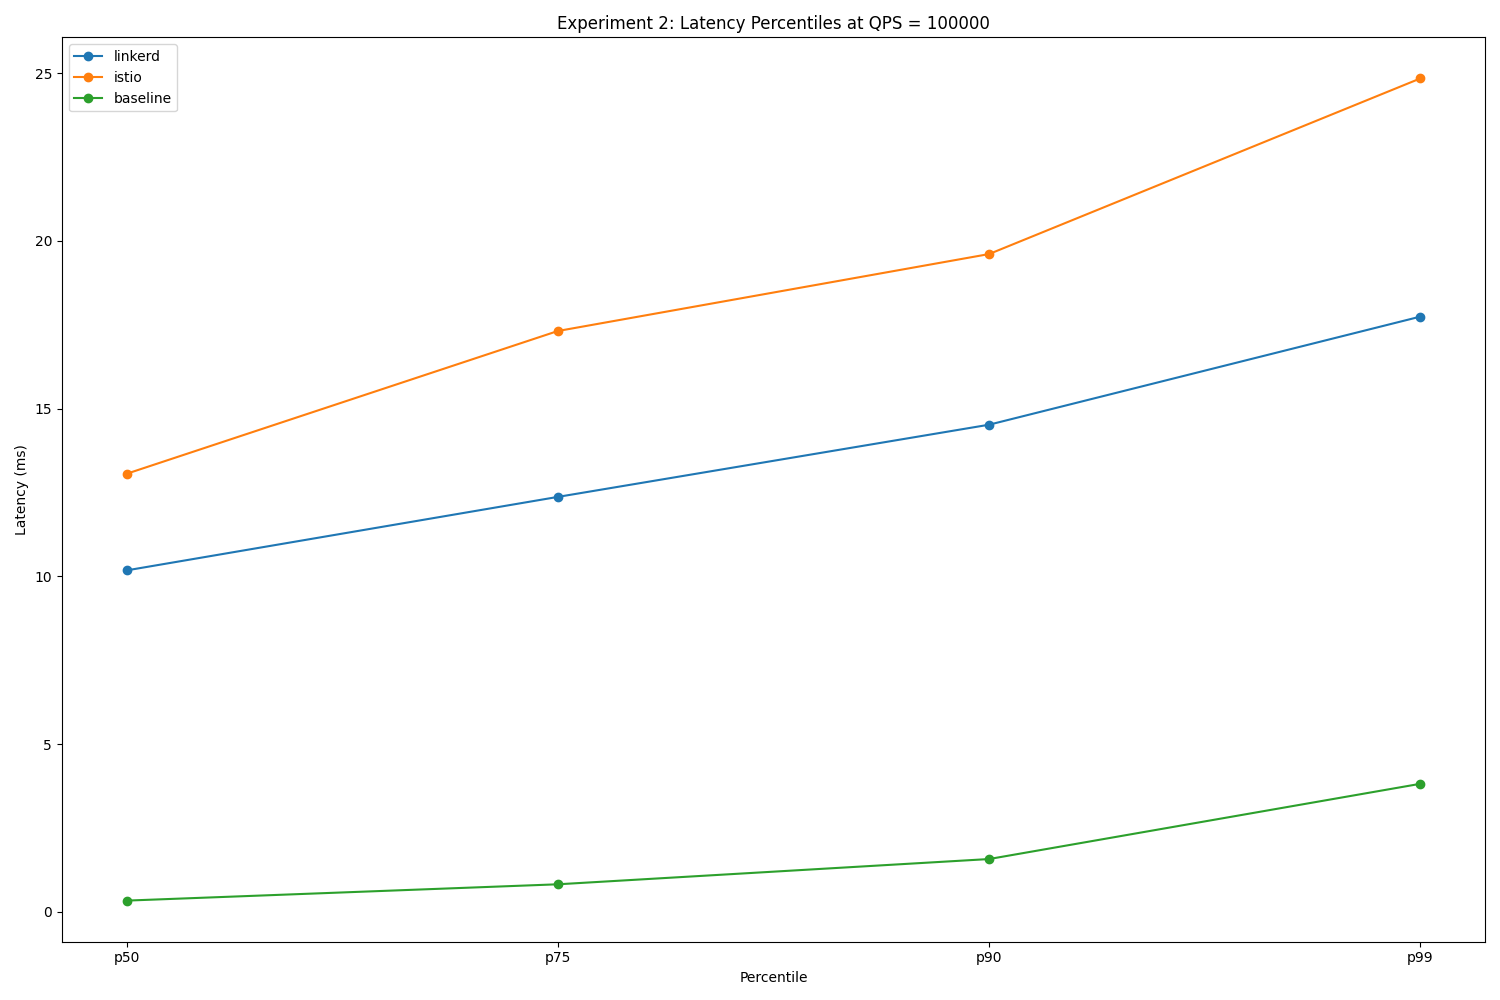 Experiment 2: Latency Percentiles at QPS = 100000
linkerd
istio
baseline
25
20
15
10
5
0
Latency (ms)
p50
p75
p90
p99
Percentile